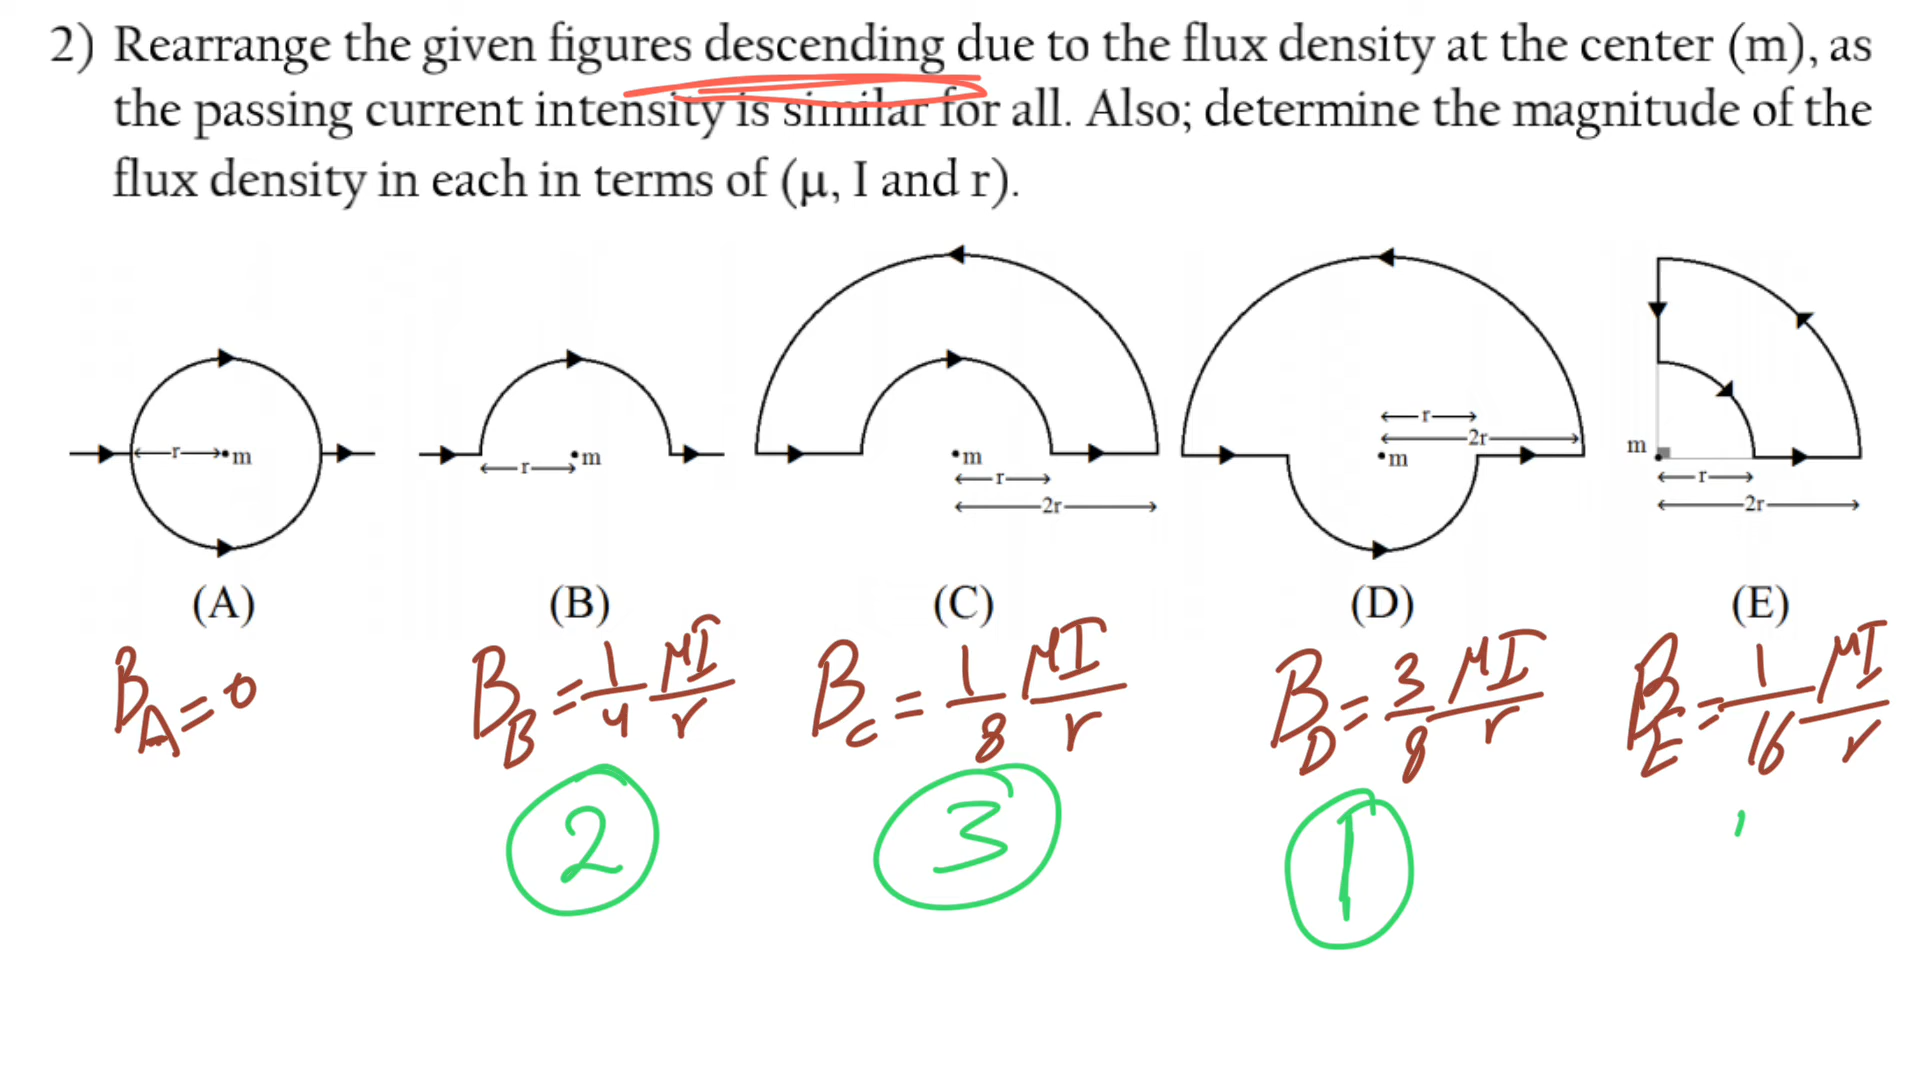 2) Rearrange the given figures descending due to the flux density at the center (m), as
the passing current intensity is similar for all. Also; determine the magnitude of the
flux density in each in terms of (μ, I and r).
r m
r m
m
r
2r
r
2r
m
m
r
2r
(A) (B) (C) (D) (E)
B_A = 0 B_B = 1/4 μI/r B_C = 1/8 μI/r B_D = 3/8 μI/r B_E = 1/16 μI/r
2 3 1